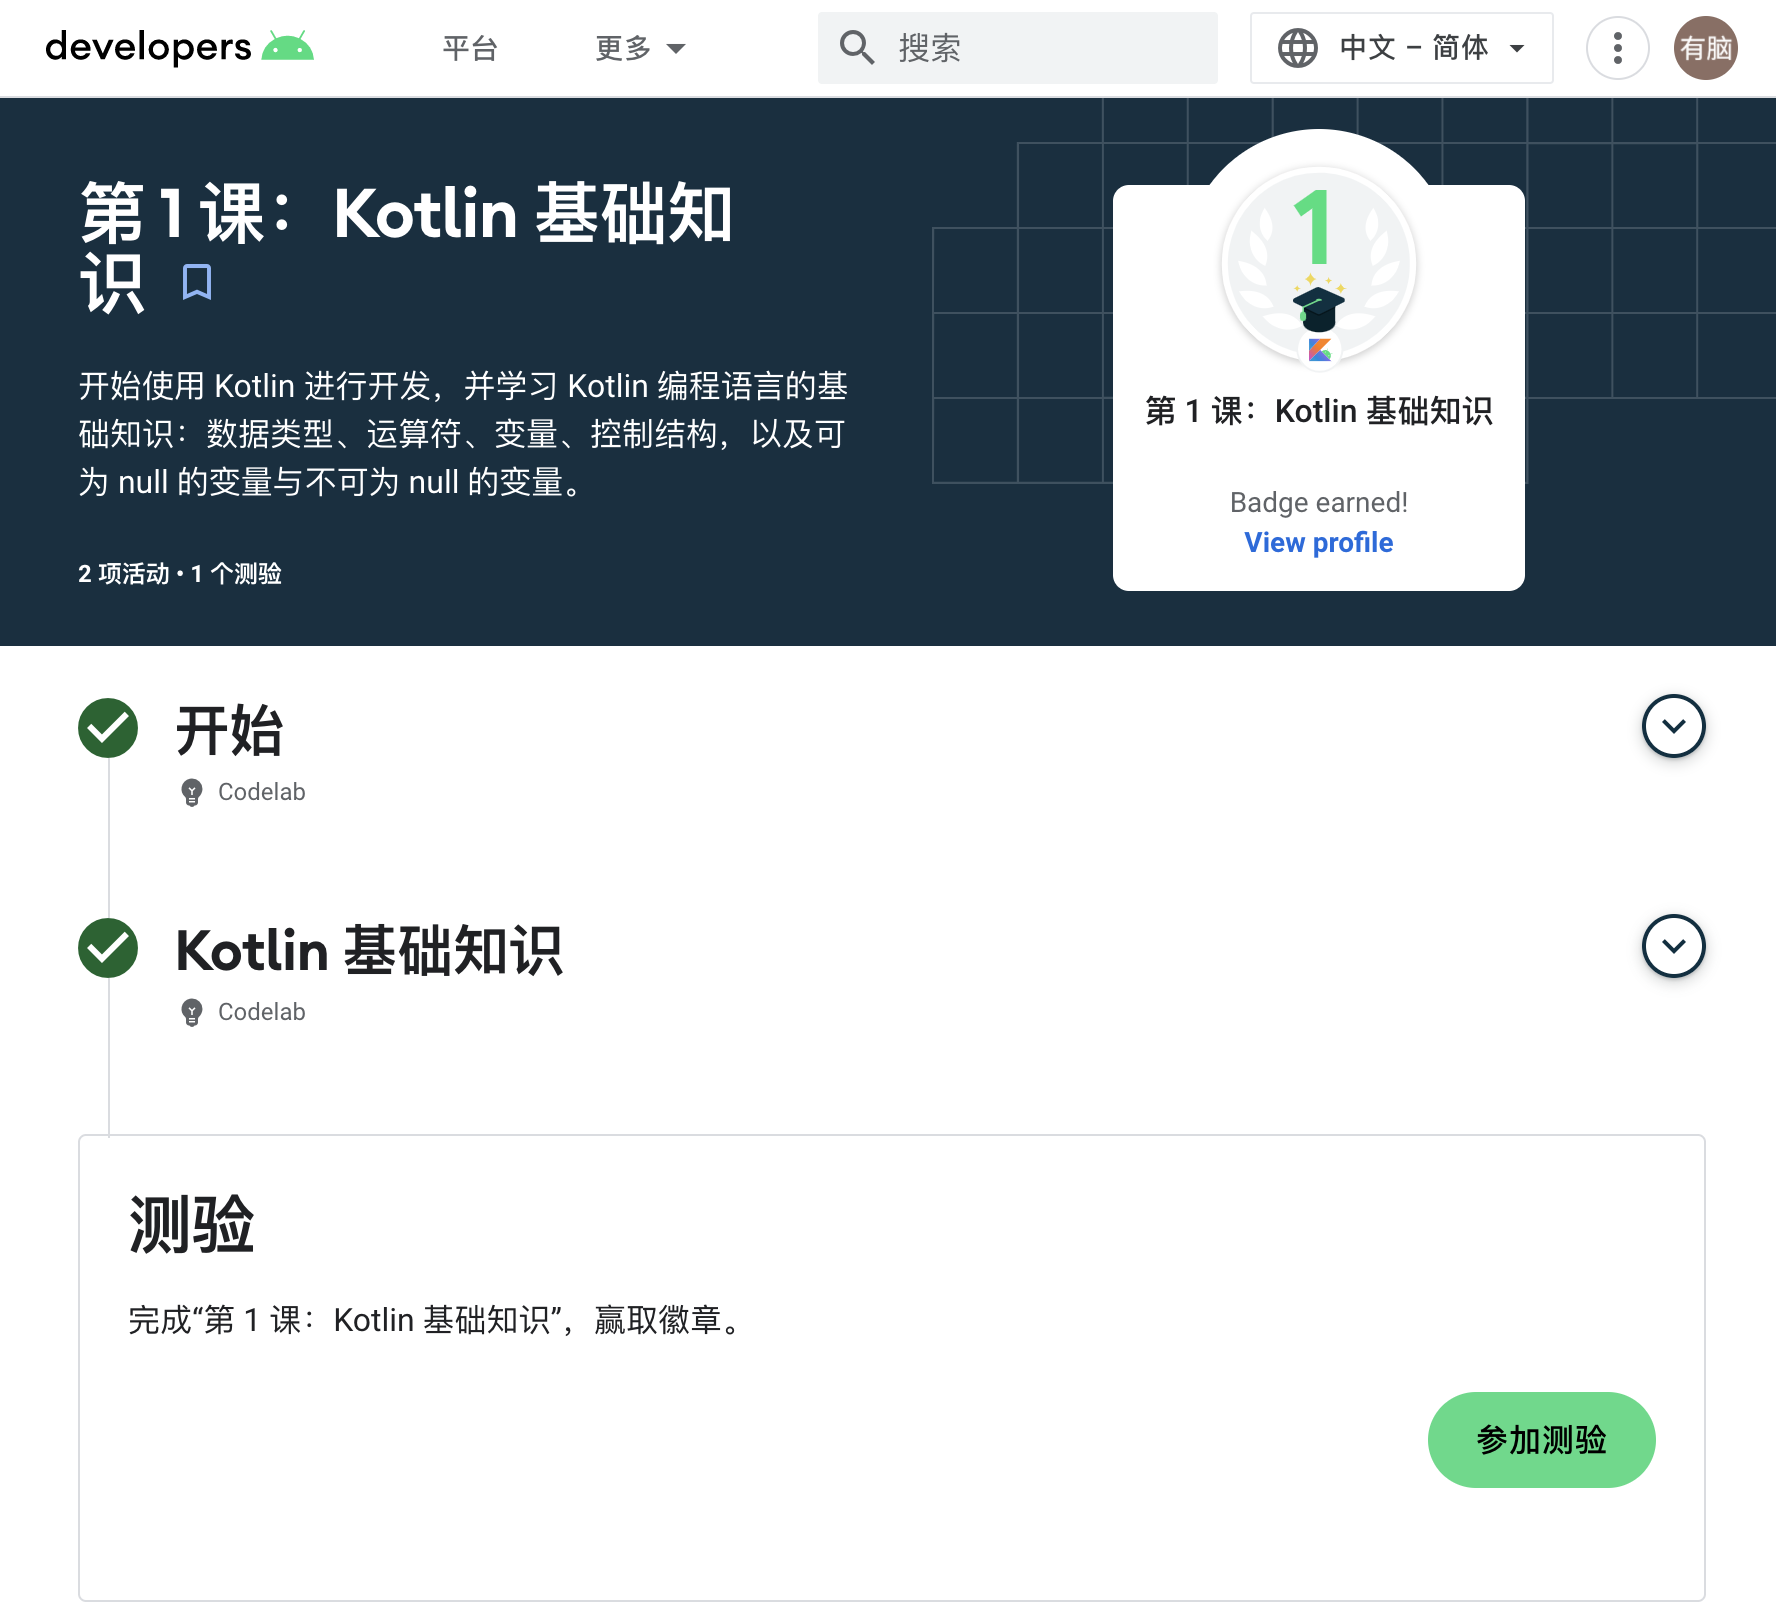 developers
平台
更多
搜索
中文 – 简体
有脑
第 1 课：Kotlin 基础知
识
开始使用 Kotlin 进行开发，并学习 Kotlin 编程语言的基
础知识：数据类型、运算符、变量、控制结构，以及可
为 null 的变量与不可为 null 的变量。
2 项活动 • 1 个测验
1
第 1 课：Kotlin 基础知识
Badge earned!
View profile
开始
Codelab
Kotlin 基础知识
Codelab
测验
完成“第 1 课：Kotlin 基础知识”，赢取徽章。
参加测验